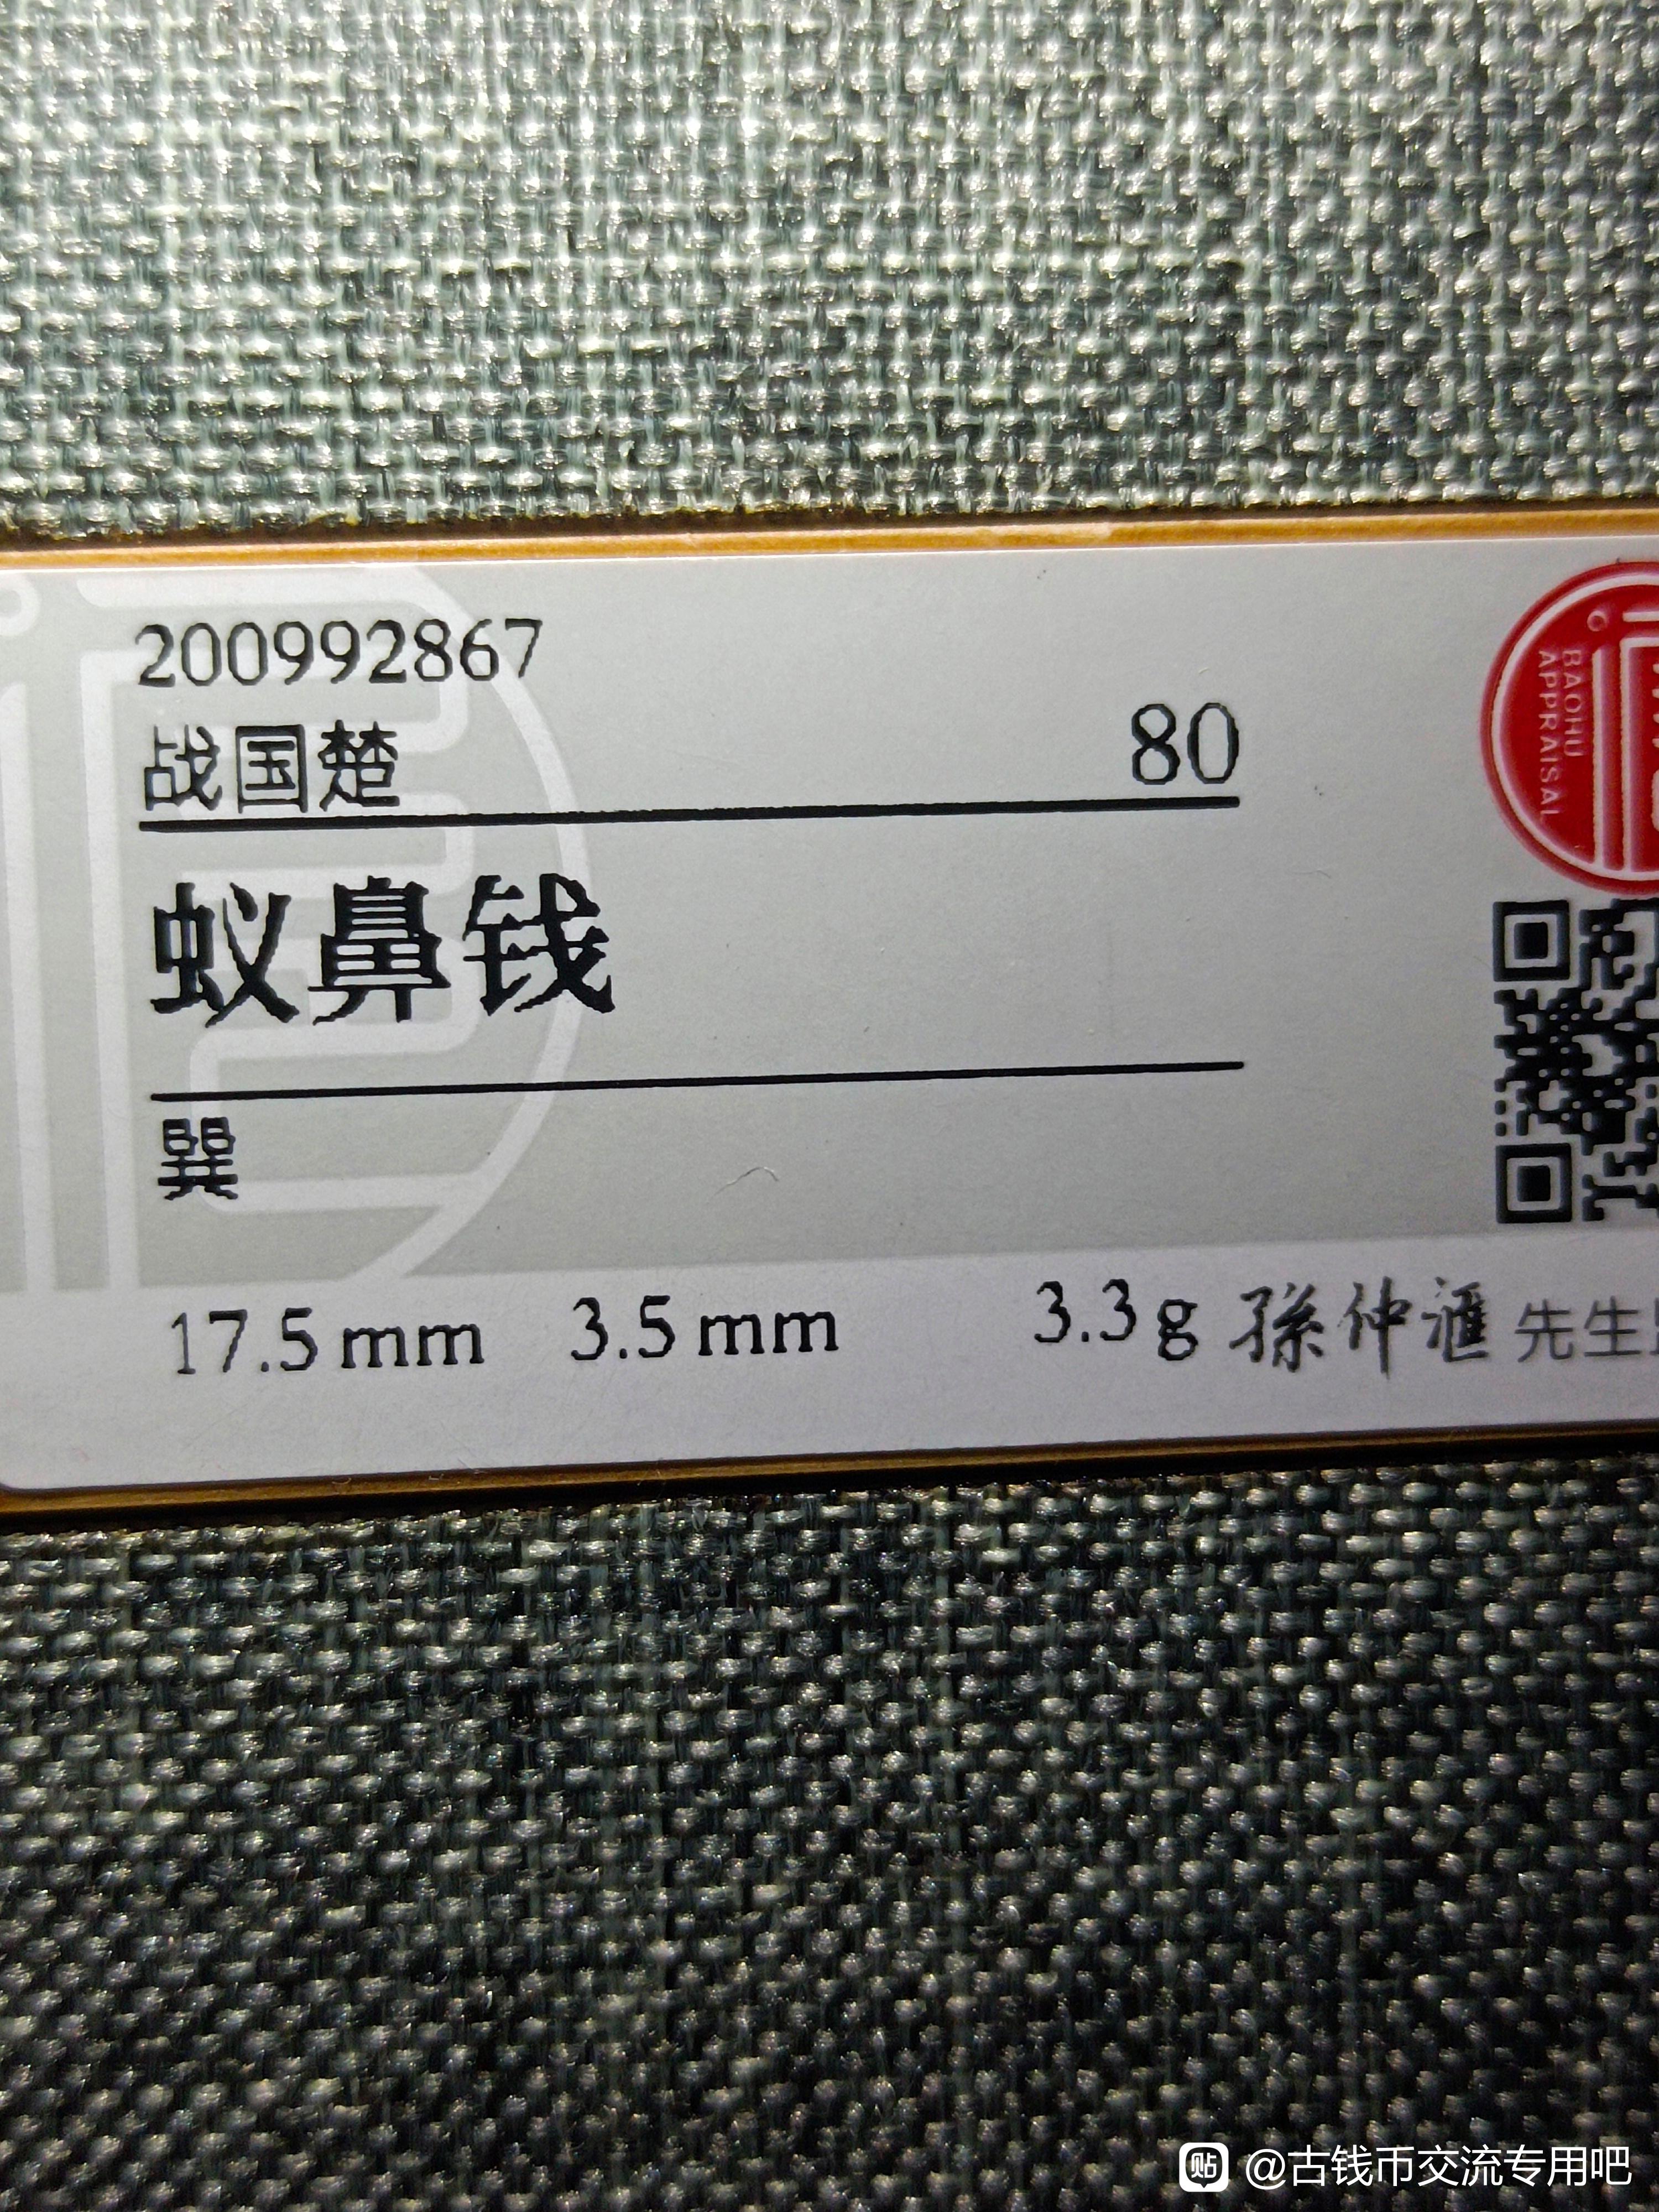 200992867
战国楚 80
蚁鼻钱
巽
17.5mm 3.5mm 3.3g 孫仲滙 先生
BAOHU
APPRAISAL
贴 @古钱币交流专用吧